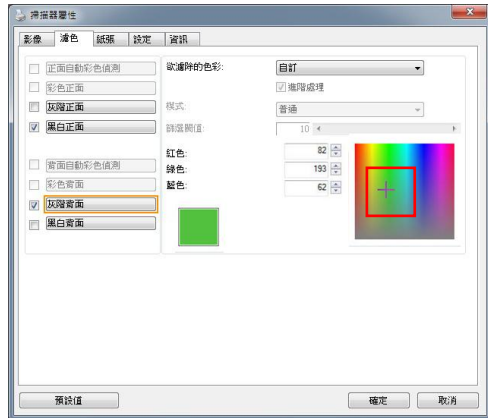 掃描器屬性
影像 濾色 紙張 設定 資訊
正面自動彩色偵測
彩色正面
灰階正面
黑白正面
背面自動彩色偵測
彩色背面
灰階背面
黑白背面
欲濾除的色彩: 自訂
進階處理
模式: 普通
篩濾閥值: 10
紅色: 82
綠色: 193
藍色: 62
預設值 確定 取消